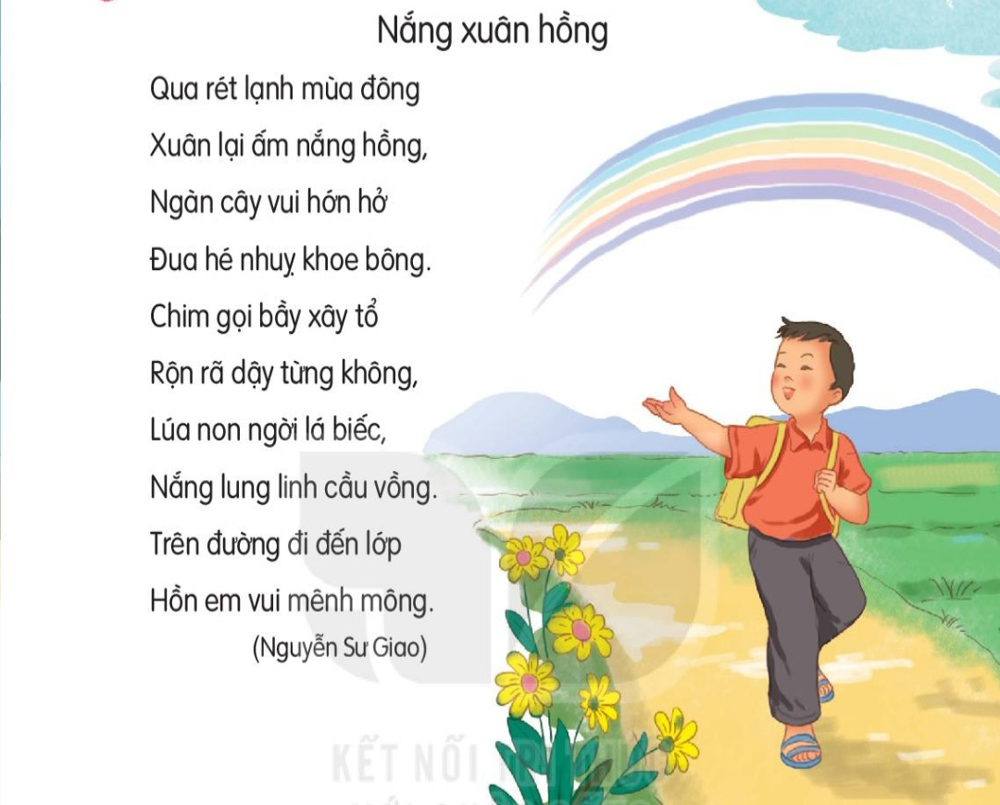 Nắng xuân hồng
Qua rét lạnh mùa đông
Xuân lại ấm nắng hồng,
Ngàn cây vui hớn hở
Đua hé nhuỵ khoe bông.
Chim gọi bầy xây tổ
Rộn rã dậy từng không,
Lúa non ngời lá biếc,
Nắng lung linh cầu vồng.
Trên đường đi đến lớp
Hồn em vui mênh mông.
(Nguyễn Sư Giao)
KẾT NỐI TRI THỨC